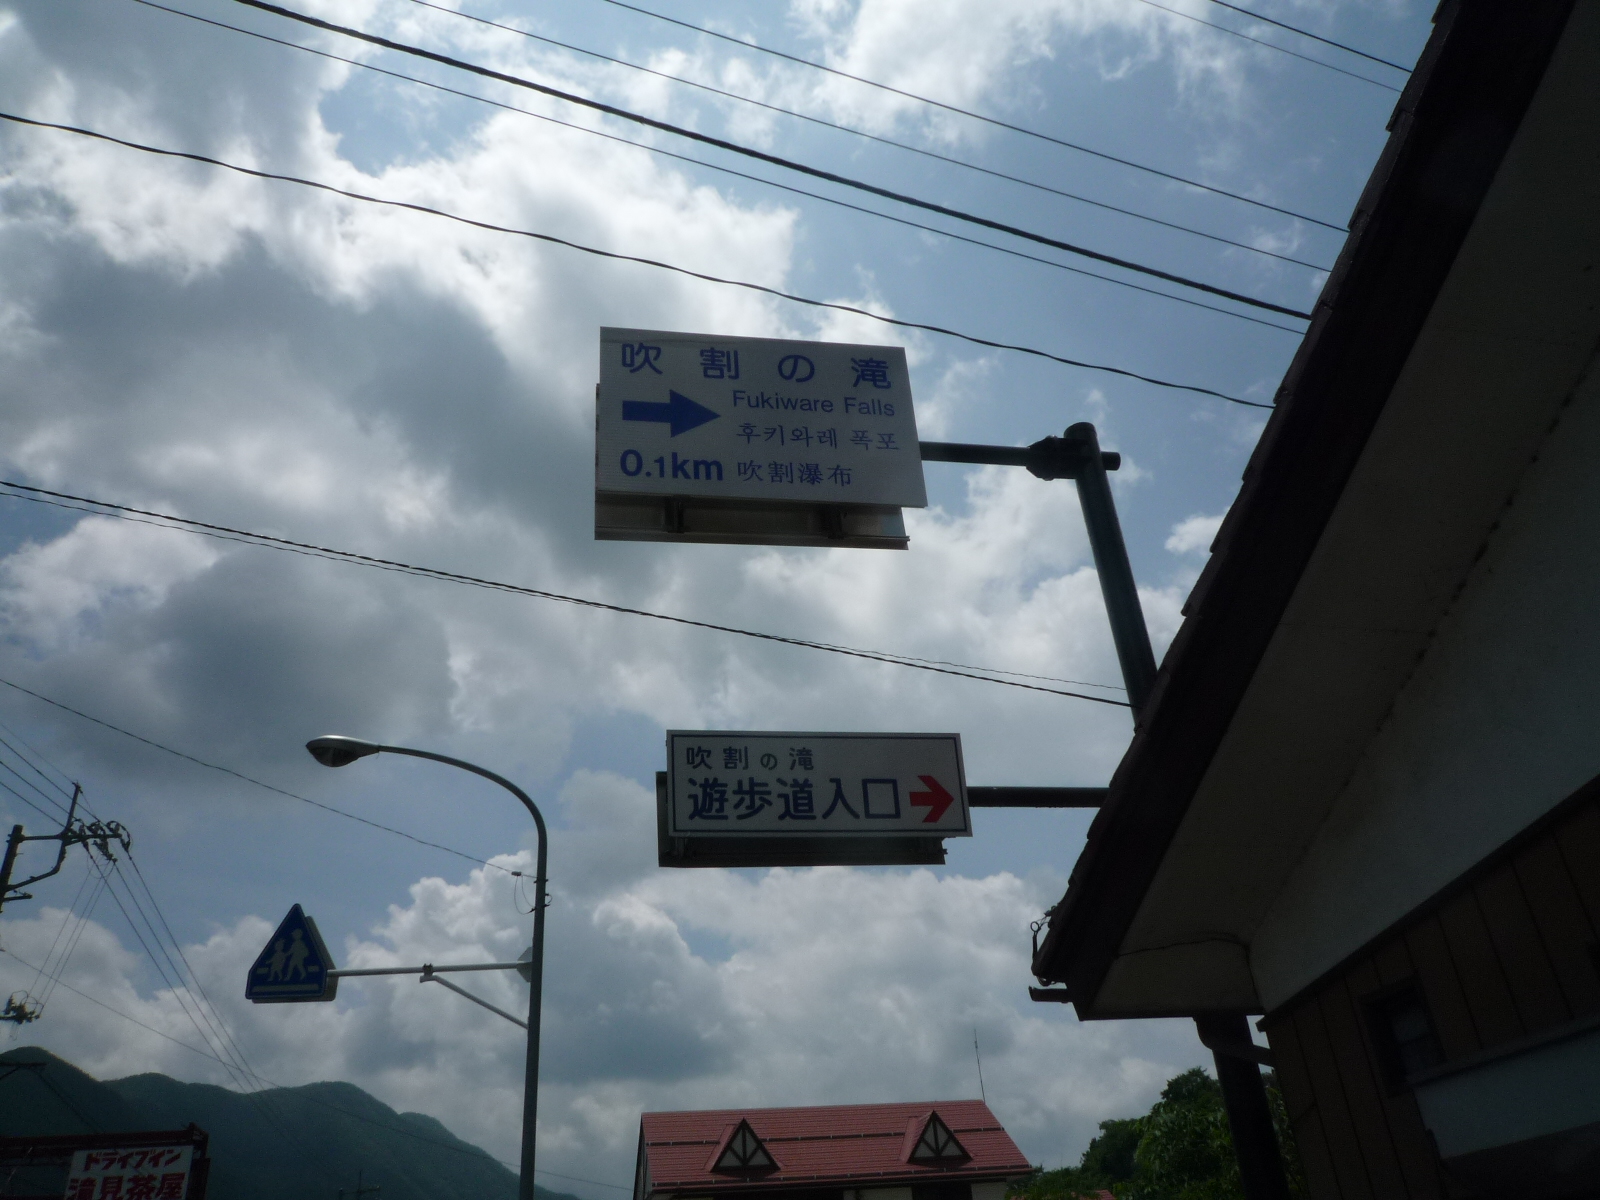 吹割の滝
Fukiware Falls
후키와레 폭포
0.1km 吹割瀑布
吹割の滝
遊歩道入口
ドライブイン
滝見茶屋